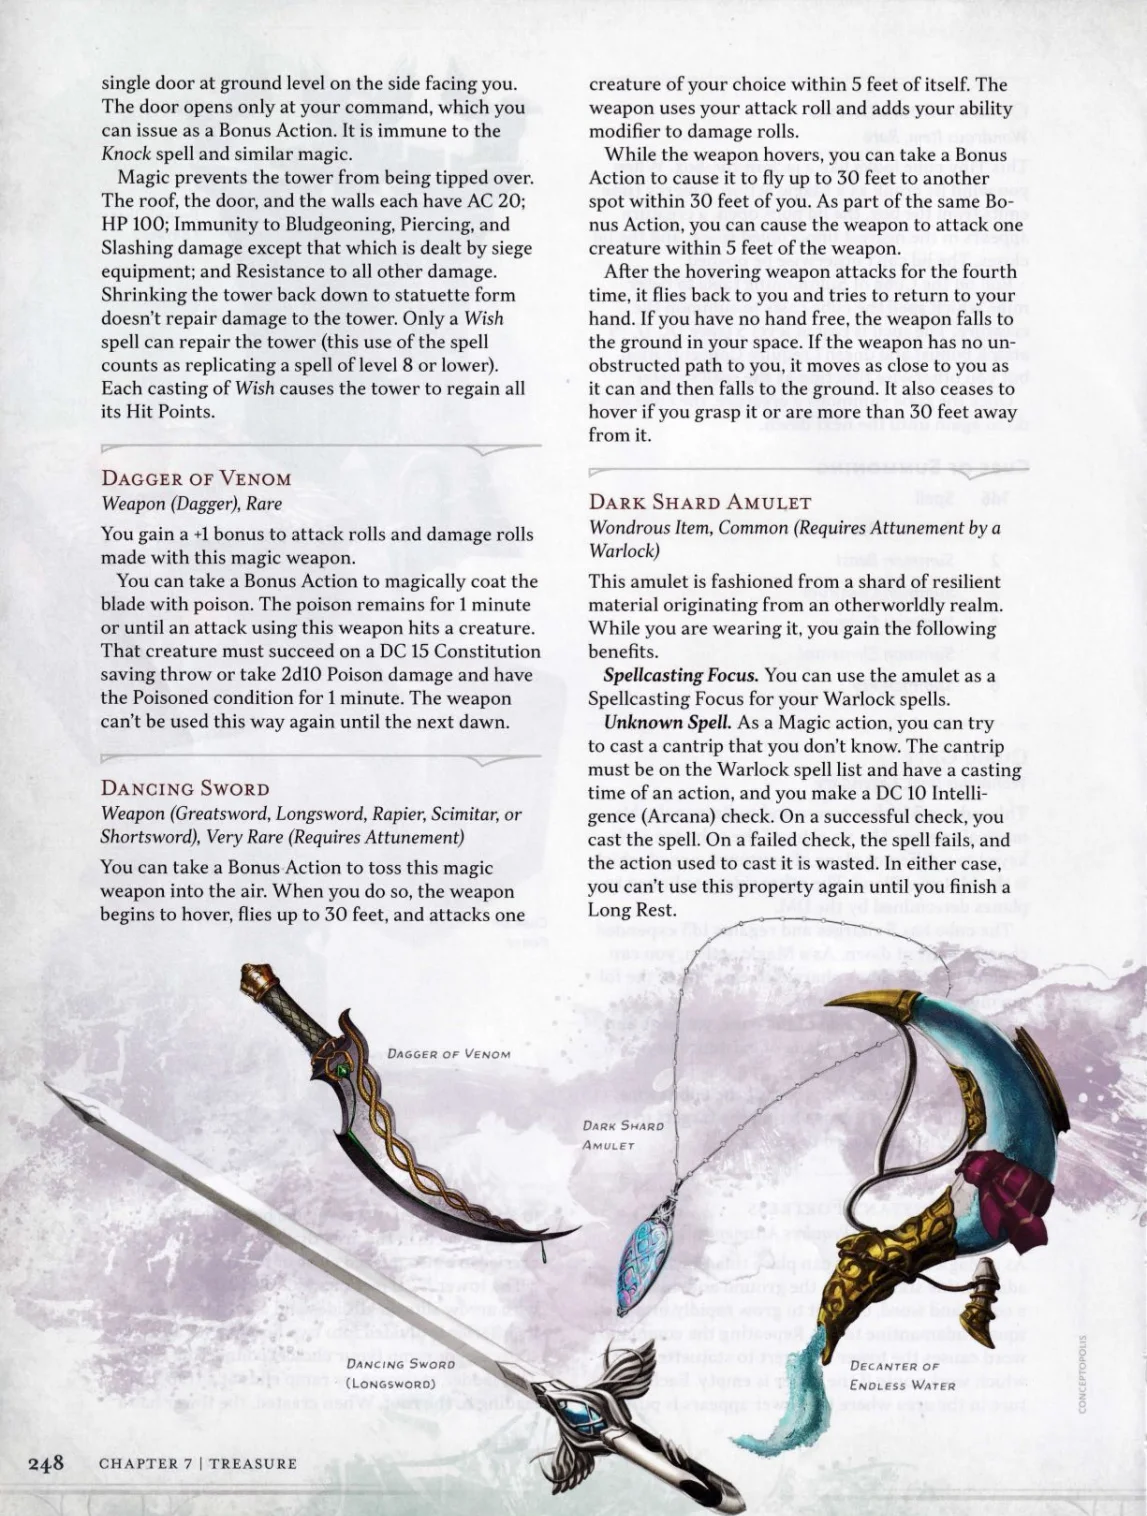 single door at ground level on the side facing you.
The door opens only at your command, which you
can issue as a Bonus Action. It is immune to the
Knock spell and similar magic.
Magic prevents the tower from being tipped over.
The roof, the door, and the walls each have AC 20;
HP 100; Immunity to Bludgeoning, Piercing, and
Slashing damage except that which is dealt by siege
equipment; and Resistance to all other damage.
Shrinking the tower back down to statuette form
doesn't repair damage to the tower. Only a Wish
spell can repair the tower (this use of the spell
counts as replicating a spell of level 8 or lower).
Each casting of Wish causes the tower to regain all
its Hit Points.
DAGGER OF VENOM
Weapon (Dagger), Rare
You gain a +1 bonus to attack rolls and damage rolls
made with this magic weapon.
You can take a Bonus Action to magically coat the
blade with poison. The poison remains for 1 minute
or until an attack using this weapon hits a creature.
That creature must succeed on a DC 15 Constitution
saving throw or take 2d10 Poison damage and have
the Poisoned condition for 1 minute. The weapon
can't be used this way again until the next dawn.
DANCING SWORD
Weapon (Greatsword, Longsword, Rapier, Scimitar, or
Shortsword), Very Rare (Requires Attunement)
You can take a Bonus Action to toss this magic
weapon into the air. When you do so, the weapon
begins to hover, flies up to 30 feet, and attacks one
creature of your choice within 5 feet of itself. The
weapon uses your attack roll and adds your ability
modifier to damage rolls.
While the weapon hovers, you can take a Bonus
Action to cause it to fly up to 30 feet to another
spot within 30 feet of you. As part of the same Bo-
nus Action, you can cause the weapon to attack one
creature within 5 feet of the weapon.
After the hovering weapon attacks for the fourth
time, it flies back to you and tries to return to your
hand. If you have no hand free, the weapon falls to
the ground in your space. If the weapon has no un-
obstructed path to you, it moves as close to you as
it can and then falls to the ground. It also ceases to
hover if you grasp it or are more than 30 feet away
from it.
DARK SHARD AMULET
Wondrous Item, Common (Requires Attunement by a
Warlock)
This amulet is fashioned from a shard of resilient
material originating from an otherworldly realm.
While you are wearing it, you gain the following
benefits.
Spellcasting Focus. You can use the amulet as a
Spellcasting Focus for your Warlock spells.
Unknown Spell. As a Magic action, you can try
to cast a cantrip that you don't know. The cantrip
must be on the Warlock spell list and have a casting
time of an action, and you make a DC 10 Intelli-
gence (Arcana) check. On a successful check, you
cast the spell. On a failed check, the spell fails, and
the action used to cast it is wasted. In either case,
you can't use this property again until you finish a
Long Rest.
DAGGER OF VENOM
DARK SHARD
AMULET
DANCING SWORD
(LONGSWORD)
DECANTER OF
ENDLESS WATER
CONCEPTOPOLIS
248 CHAPTER 7 | TREASURE